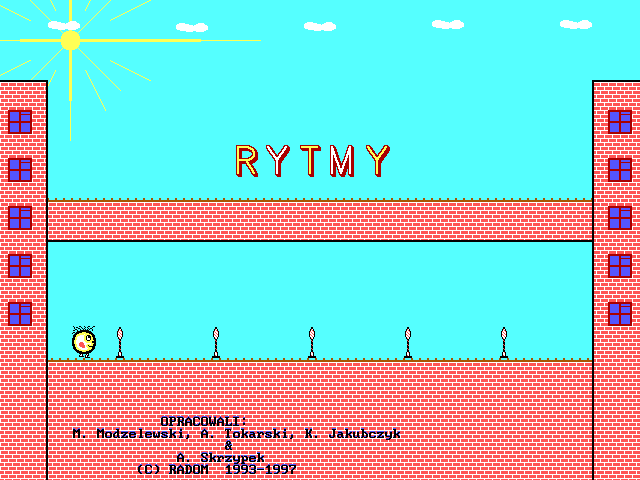 RYTMY
OPRACOWALI:
M. Modzelewski, A. Tokarski, K. Jakubczyk
&
A. Skrzypek
(C) RADOM 1993-1997